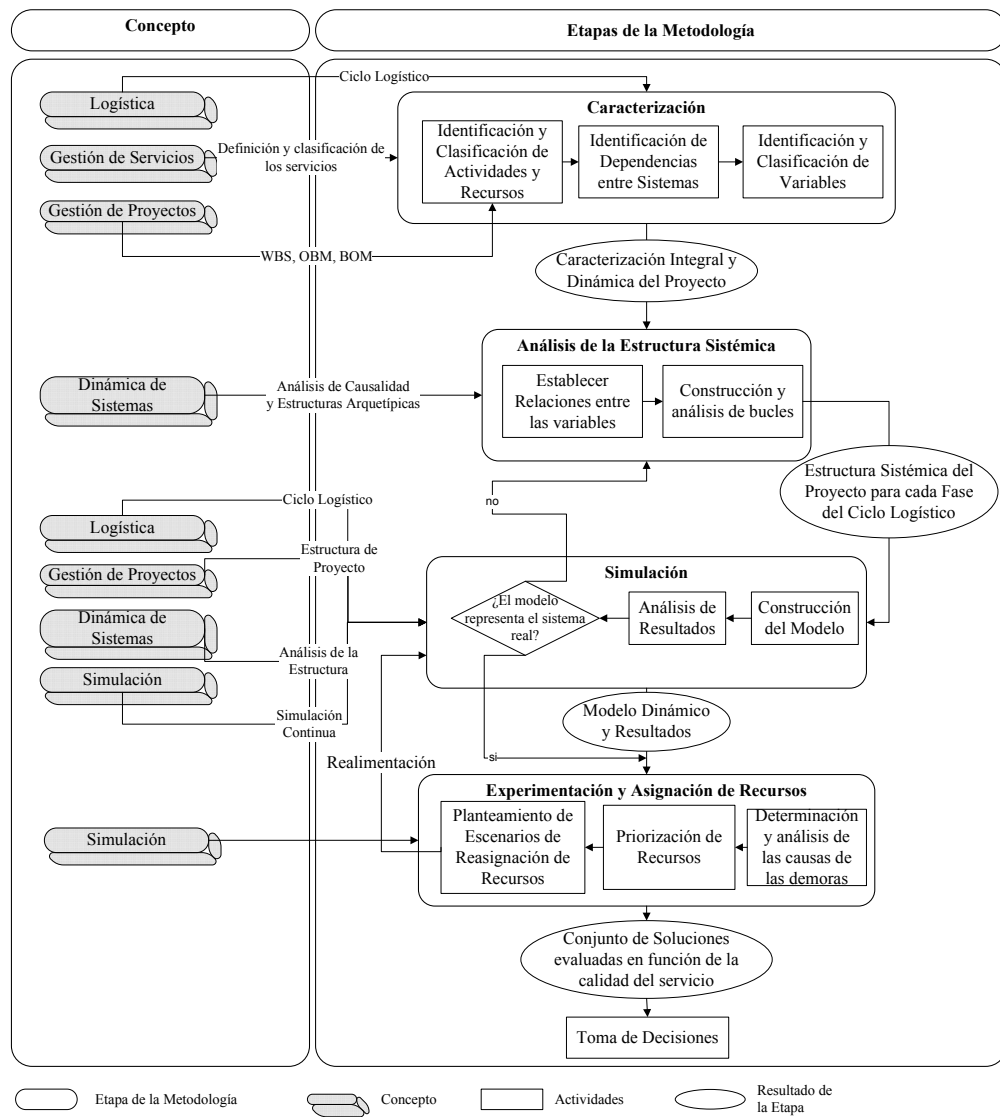 Concepto
Etapas de la Metodología
Ciclo Logístico
Logística
Gestión de Servicios
Definición y clasificación de
los servicios
Gestión de Proyectos
WBS, OBM, BOM
Caracterización
Identificación y
Clasificación de
Actividades y
Recursos
Identificación de
Dependencias
entre Sistemas
Identificación y
Clasificación de
Variables
Caracterización Integral y
Dinámica del Proyecto
Dinámica de
Sistemas
Análisis de Causalidad
y Estructuras Arquetípicas
Análisis de la Estructura Sistémica
Establecer
Relaciones entre
las variables
Construcción y
análisis de bucles
Estructura Sistémica del
Proyecto para cada Fase
del Ciclo Logístico
no
Ciclo Logístico
Logística
Estructura de
Proyecto
Gestión de Proyectos
Dinámica de
Sistemas
Análisis de la
Estructura
Simulación
Simulación
Continua
Simulación
¿El modelo
representa el sistema
real?
Análisis de
Resultados
Construcción
del Modelo
Modelo Dinámico
y Resultados
si
Realimentación
Simulación
Experimentación y Asignación de Recursos
Planteamiento de
Escenarios de
Reasignación de
Recursos
Priorización de
Recursos
Determinación
y análisis de
las causas de
las demoras
Conjunto de Soluciones
evaluadas en función de la
calidad del servicio
Toma de Decisiones
Etapa de la Metodología
Concepto
Actividades
Resultado de
la Etapa